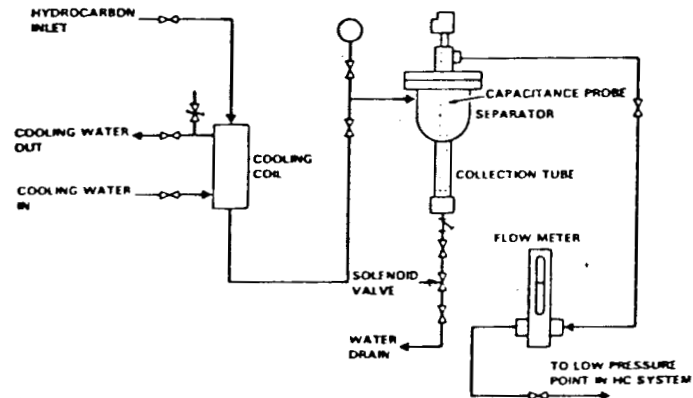 HYDROCARBON
INLET
COOLING WATER
OUT
COOLING WATER
IN
COOLING
COIL
CAPACITANCE PROBE
SEPARATOR
COLLECTION TUBE
FLOW METER
SOLENOID
VALVE
WATER
DRAIN
TO LOW PRESSURE
POINT IN HC SYSTEM